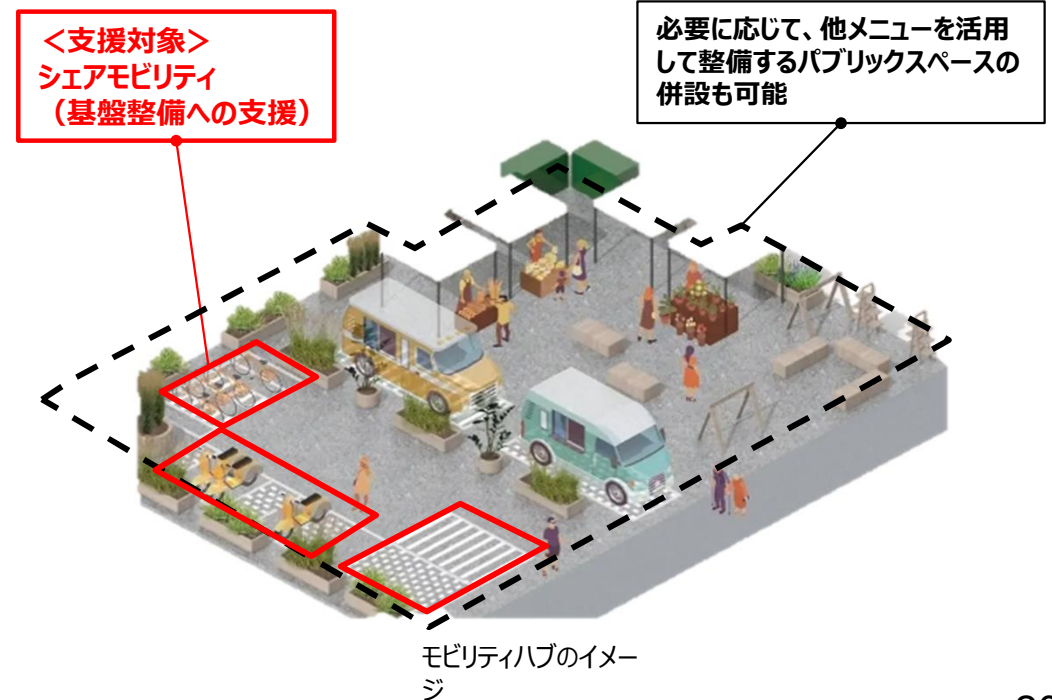 ＜支援対象＞
シェアモビリティ
（基盤整備への支援）
必要に応じて、他メニューを活用
して整備するパブリックスペースの
併設も可能
モビリティハブのイメー
ジ